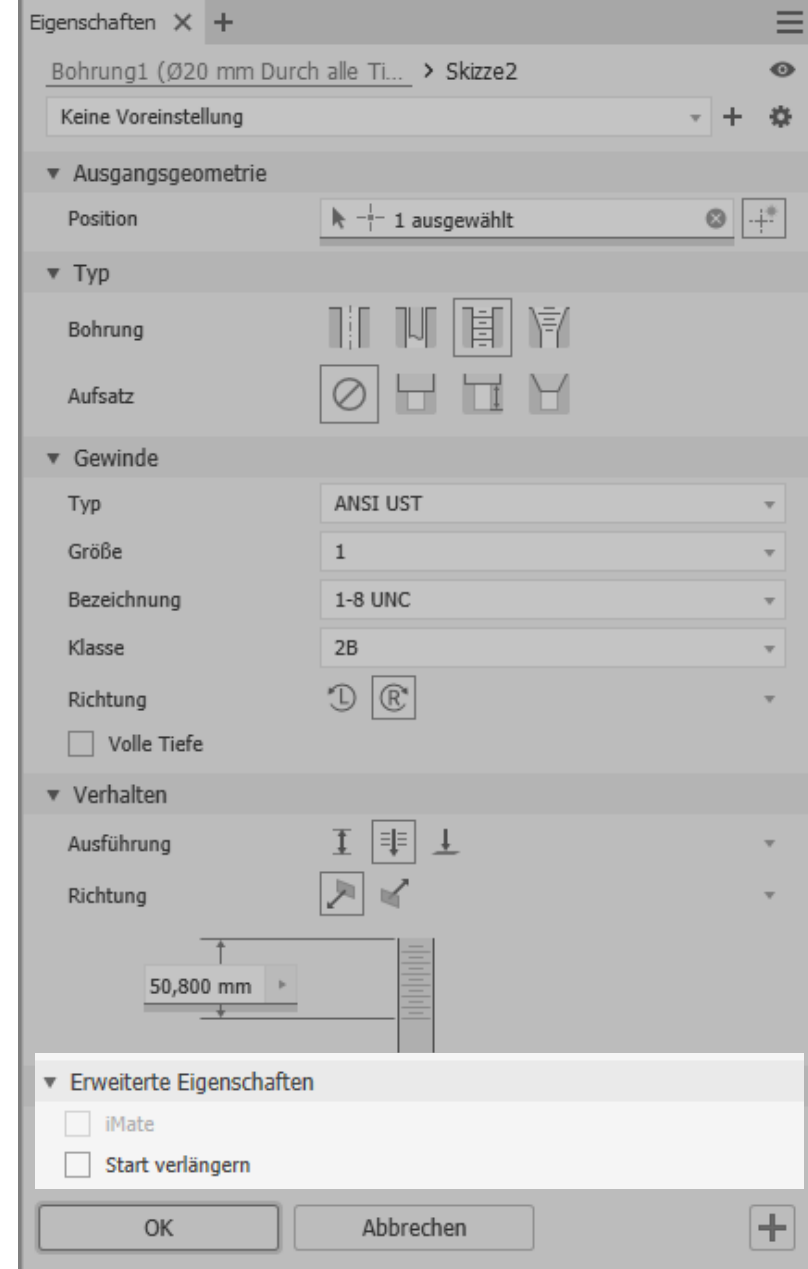 Eigenschaften
Bohrung1 (Ø20 mm Durch alle Ti... > Skizze2
Keine Voreinstellung
Ausgangsgeometrie
Position 1 ausgewählt
Typ
Bohrung
Aufsatz
Gewinde
Typ ANSI UST
Größe 1
Bezeichnung 1-8 UNC
Klasse 2B
Richtung L R
Volle Tiefe
Verhalten
Ausführung
Richtung
50,800 mm
Erweiterte Eigenschaften
iMate
Start verlängern
OK Abbrechen